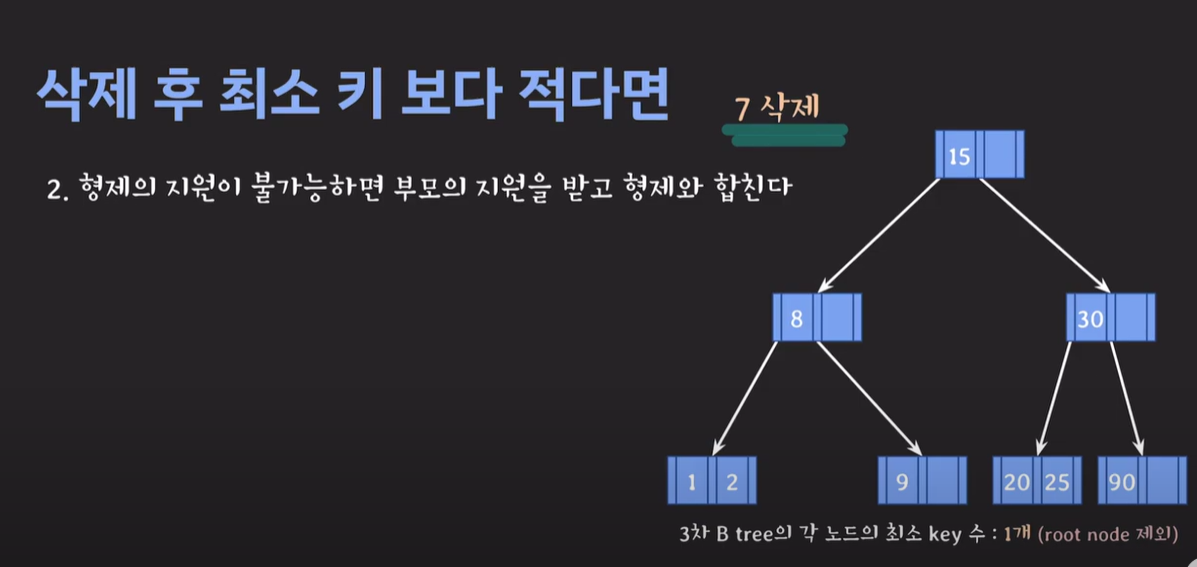 삭제 후 최소 키 보다 적다면
7 삭제
2. 형제의 지원이 불가능하면 부모의 지원을 받고 형제와 합친다
15
8
30
1 2
9
20 25
90
3차 B tree의 각 노드의 최소 key 수 : 1개 (root node 제외)